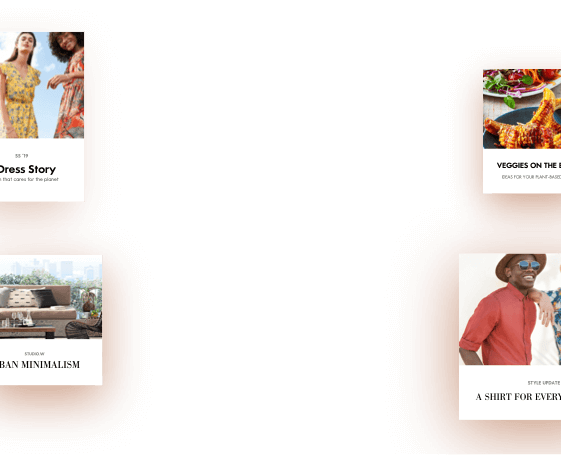 SS '19
Dress Story
that cares for the planet
STUDIO.W
BAN MINIMALISM
VEGGIES ON THE
IDEAS FOR YOUR PLANT-BASED
STYLE UPDATE
A SHIRT FOR EVERY